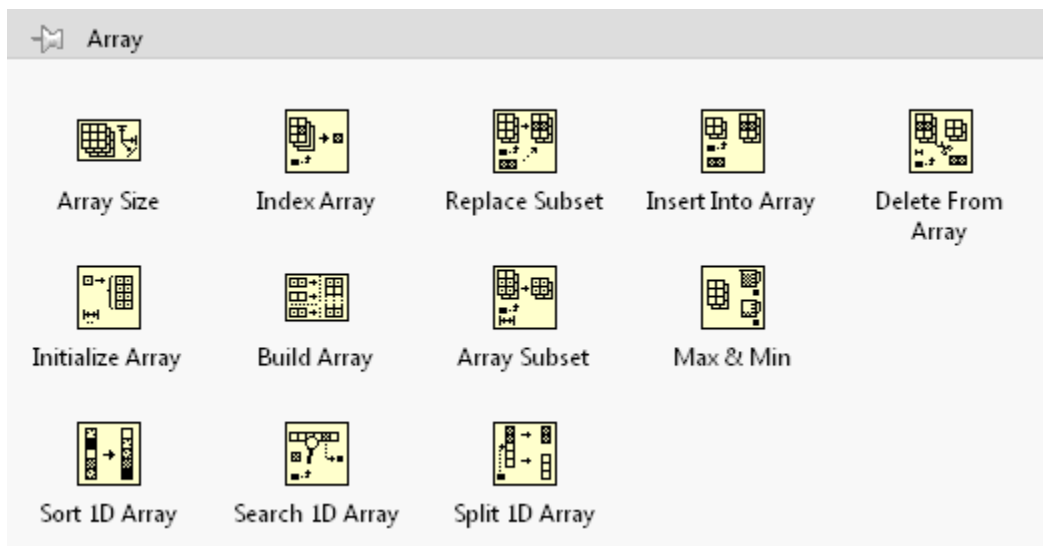 Array
Array Size
Index Array
Replace Subset
Insert Into Array
Delete From
Array
Initialize Array
Build Array
Array Subset
Max & Min
Sort 1D Array
Search 1D Array
Split 1D Array